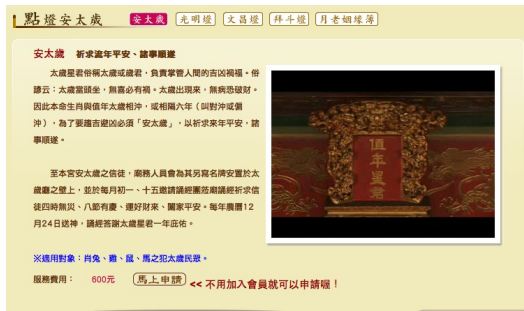 點燈安太歲 安太歲 光明燈 文昌燈 拜斗燈 月老姻緣薄
安太歲 祈求流年平安、諸事順遂
太歲星君俗稱太歲或歲君，負責掌管人間的吉凶禍福。俗
諺云：太歲當頭坐，無喜必有禍。太歲出現來，無病恐破財。
因此本命生肖與值年太歲相沖，或相隔六年（叫對沖或偏
沖），為了要趨吉避凶必須「安太歲」，以祈求來年平安，諸
事順遂。
至本宮安太歲之信徒，廟務人員會為其另寫名牌安置於太
歲廳之壁上，並於每月初一、十五邀請誦經團蒞廟誦經祈求信
徒四時無災、八節有慶、運好財來、闔家平安。每年農曆12
月24日送神，誦經答謝太歲星君一年庇佑。
值年星君
※適用對象：肖兔、雞、鼠、馬之犯太歲民眾。
服務費用： 600元 馬上申請 << 不用加入會員就可以申請喔！